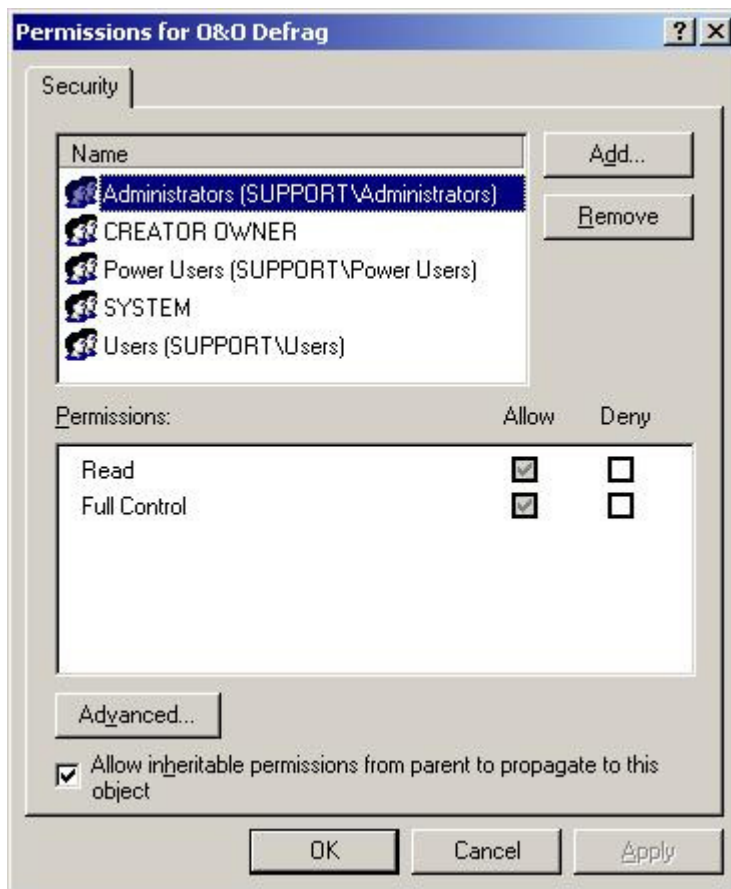 Permissions for O&O Defrag
Security
Name
Administrators (SUPPORT\Administrators)
CREATOR OWNER
Power Users (SUPPORT\Power Users)
SYSTEM
Users (SUPPORT\Users)
Add...
Remove
Permissions: Allow Deny
Read
Full Control
Advanced...
Allow inheritable permissions from parent to propagate to this
object
OK Cancel Apply